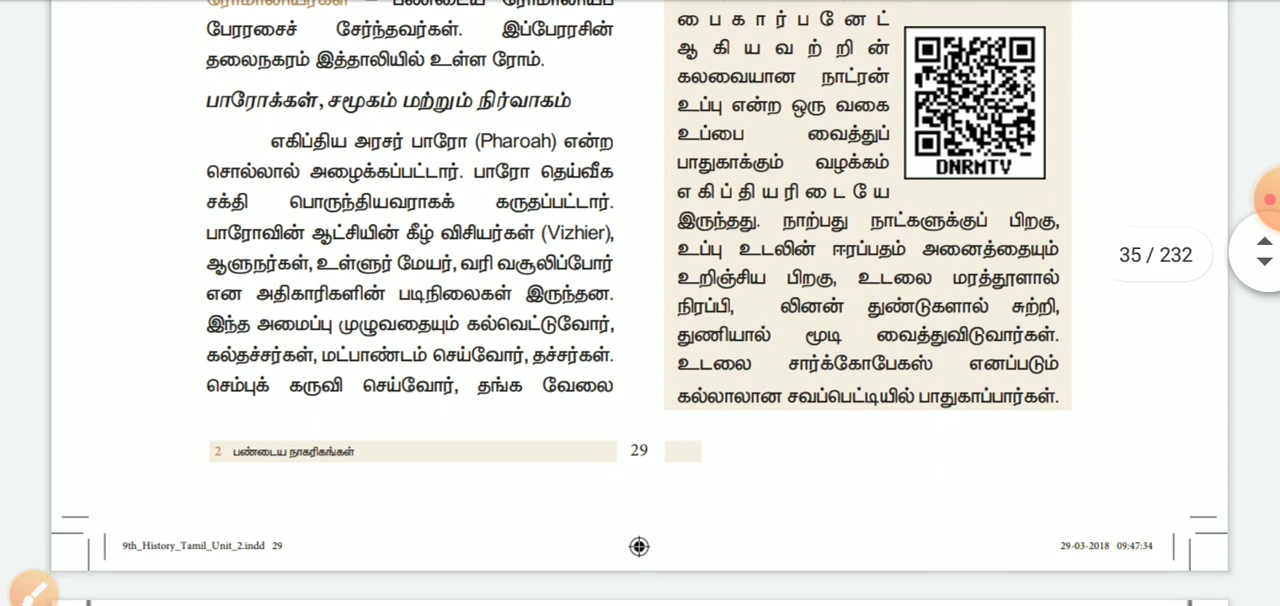 ரோமானியர்கள் – பண்டைய ரோமானியப்
பேரரசைச் சேர்ந்தவர்கள். இப்பேரரசின்
தலைநகரம் இத்தாலியில் உள்ள ரோம்.
பாரோக்கள், சமூகம் மற்றும் நிர்வாகம்
எகிப்திய அரசர் பாரோ (Pharoah) என்ற
சொல்லால் அழைக்கப்பட்டார். பாரோ தெய்வீக
சக்தி பொருந்தியவராகக் கருதப்பட்டார்.
பாரோவின் ஆட்சியின் கீழ் விசியர்கள் (Vizhier),
ஆளுநர்கள், உள்ளுர் மேயர், வரி வசூலிப்போர்
என அதிகாரிகளின் படிநிலைகள் இருந்தன.
இந்த அமைப்பு முழுவதையும் கல்வெட்டுவோர்,
கல்தச்சர்கள், மட்பாண்டம் செய்வோர், தச்சர்கள்.
செம்புக் கருவி செய்வோர், தங்க வேலை
பைகார்பனேட்
ஆகியவற்றின்
கலவையான நாட்ரன்
உப்பு என்ற ஒரு வகை
உப்பை வைத்துப்
பாதுகாக்கும் வழக்கம்
எகிப்தியரிடையே
இருந்தது. நாற்பது நாட்களுக்குப் பிறகு,
உப்பு உடலின் ஈரப்பதம் அனைத்தையும்
உறிஞ்சிய பிறகு, உடலை மரத்தூளால்
நிரப்பி, லினன் துண்டுகளால் சுற்றி,
துணியால் மூடி வைத்துவிடுவார்கள்.
உடலை சார்க்கோபேகஸ் எனப்படும்
கல்லாலான சவப்பெட்டியில் பாதுகாப்பார்கள்.
DNRMTV
35 / 232
2 பண்டைய நாகரிகங்கள்
29
9th_History_Tamil_Unit_2.indd 29
29-03-2018 09:47:34